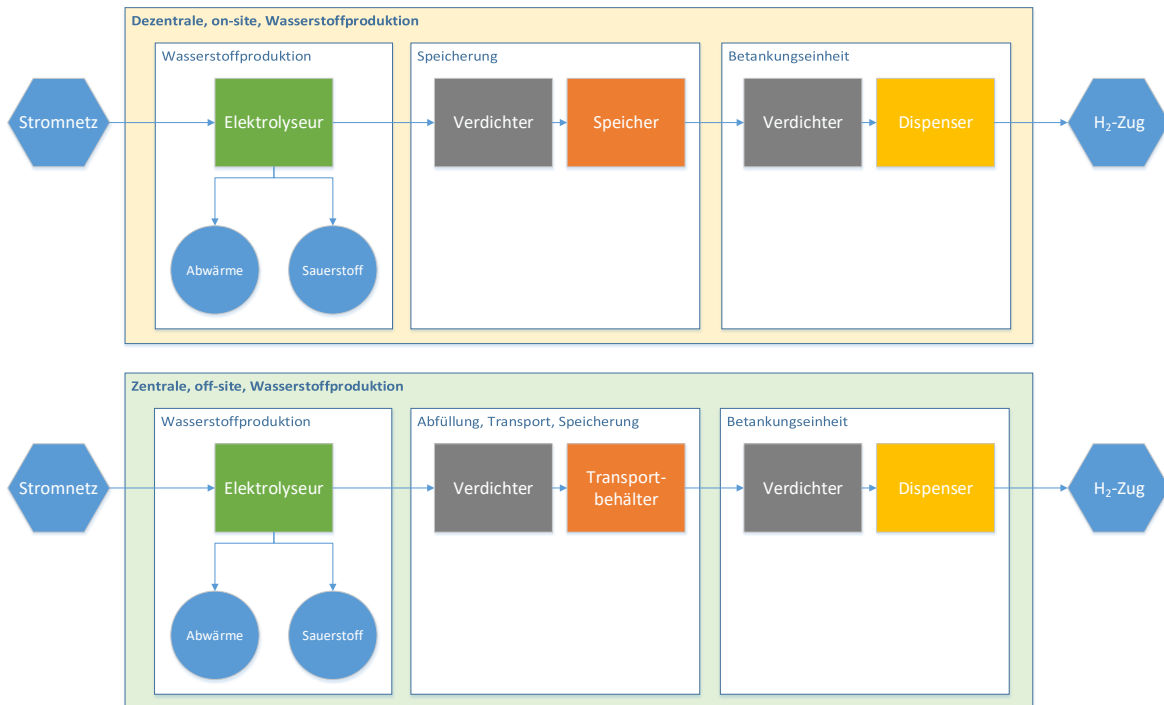 Dezentrale, on-site, Wasserstoffproduktion
Wasserstoffproduktion
Speicherung
Betankungseinheit
Stromnetz
Elektrolyseur
Verdichter
Speicher
Verdichter
Dispenser
H₂-Zug
Abwärme
Sauerstoff
Zentrale, off-site, Wasserstoffproduktion
Wasserstoffproduktion
Abfüllung, Transport, Speicherung
Betankungseinheit
Stromnetz
Elektrolyseur
Verdichter
Transport-
behälter
Verdichter
Dispenser
H₂-Zug
Abwärme
Sauerstoff